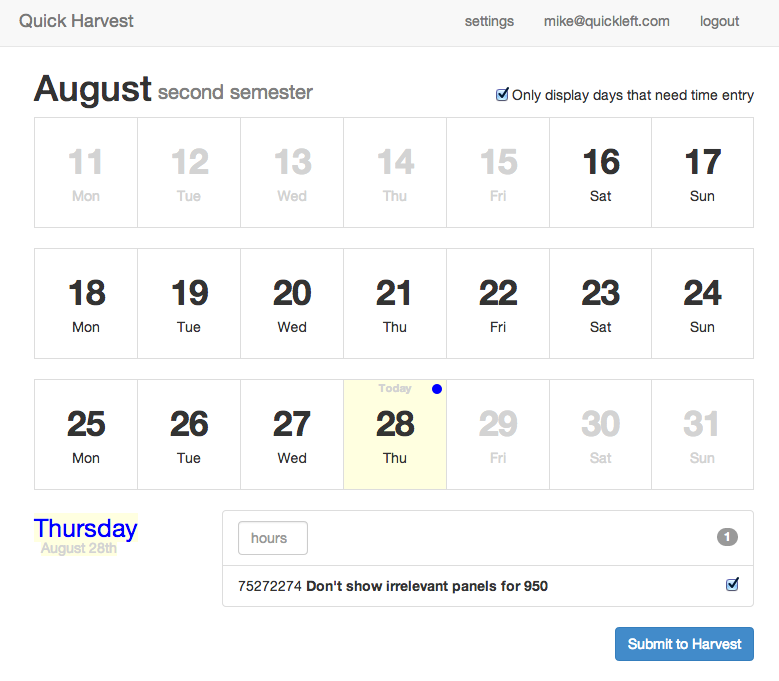 Quick Harvest settings mike@quickleft.com logout
August second semester Only display days that need time entry
11 12 13 14 15 16 17
Mon Tue Wed Thu Fri Sat Sun
18 19 20 21 22 23 24
Mon Tue Wed Thu Fri Sat Sun
Today
25 26 27 28 29 30 31
Mon Tue Wed Thu Fri Sat Sun
Thursday
August 28th
hours 1
75272274 Don't show irrelevant panels for 950
Submit to Harvest